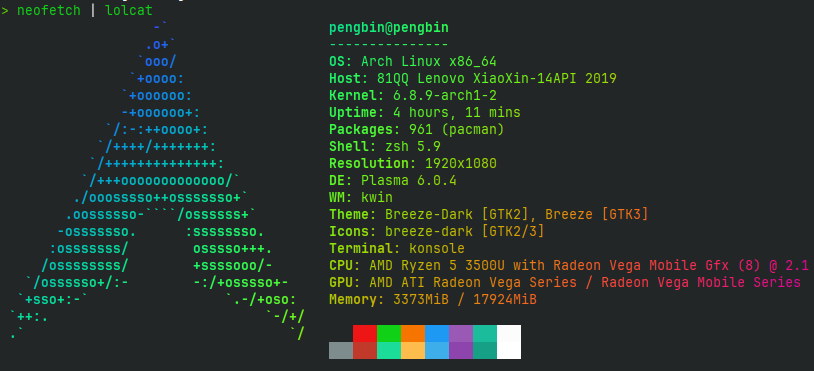 > neofetch | lolcat
                  -`
                 .o+`                 pengbin@pengbin
                `ooo/                 ---------------
               `+oooo:                OS: Arch Linux x86_64
              `+oooooo:               Host: 81QQ Lenovo XiaoXin-14API 2019
              -+oooooo+:              Kernel: 6.8.9-arch1-2
            `/:-:++oooo+:             Uptime: 4 hours, 11 mins
           `/++++/+++++++:            Packages: 961 (pacman)
          `/++++++++++++++:           Shell: zsh 5.9
         `/+++ooooooooooooo/`         Resolution: 1920x1080
        ./ooosssso++osssssso+`        DE: Plasma 6.0.4
       .oossssso-````/ossssss+`       WM: kwin
      -osssssso.      :ssssssso.      Theme: Breeze-Dark [GTK2], Breeze [GTK3]
     :osssssss/        osssso+++.     Icons: breeze-dark [GTK2/3]
    /ossssssss/        +ssssooo/-     Terminal: konsole
  `/ossssso+/:-        -:/+osssso+-   CPU: AMD Ryzen 5 3500U with Radeon Vega Mobile Gfx (8) @ 2.1
 `+sso+:-`                 `.-/+oso:  GPU: AMD ATI Radeon Vega Series / Radeon Vega Mobile Series
`++:.                           `-/+/ Memory: 3373MiB / 17924MiB
.`                                 `/